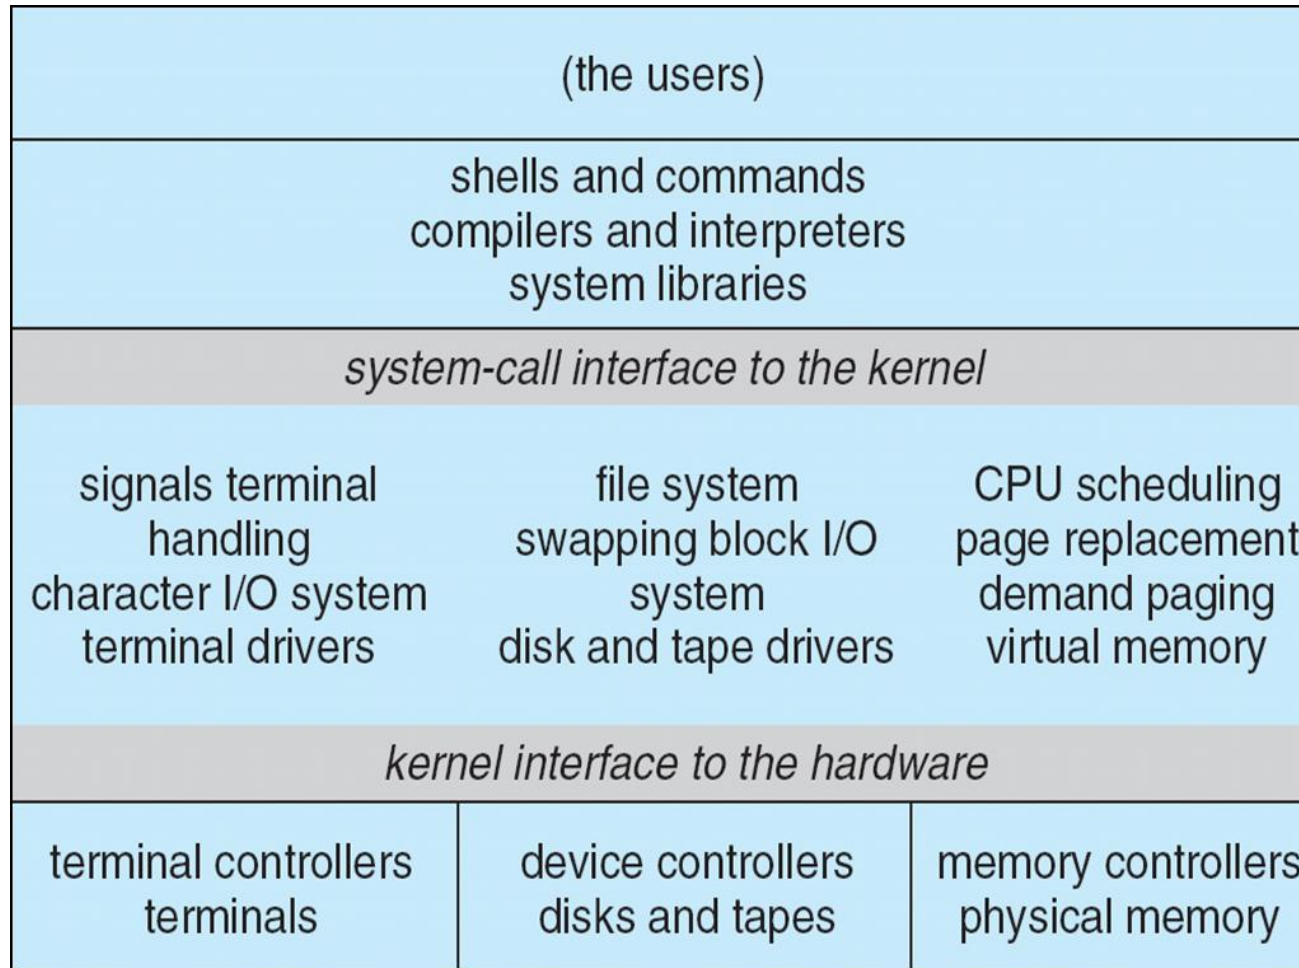 (the users)
shells and commands
compilers and interpreters
system libraries
system-call interface to the kernel
signals terminal
handling
character I/O system
terminal drivers
file system
swapping block I/O
system
disk and tape drivers
CPU scheduling
page replacement
demand paging
virtual memory
kernel interface to the hardware
terminal controllers
terminals
device controllers
disks and tapes
memory controllers
physical memory